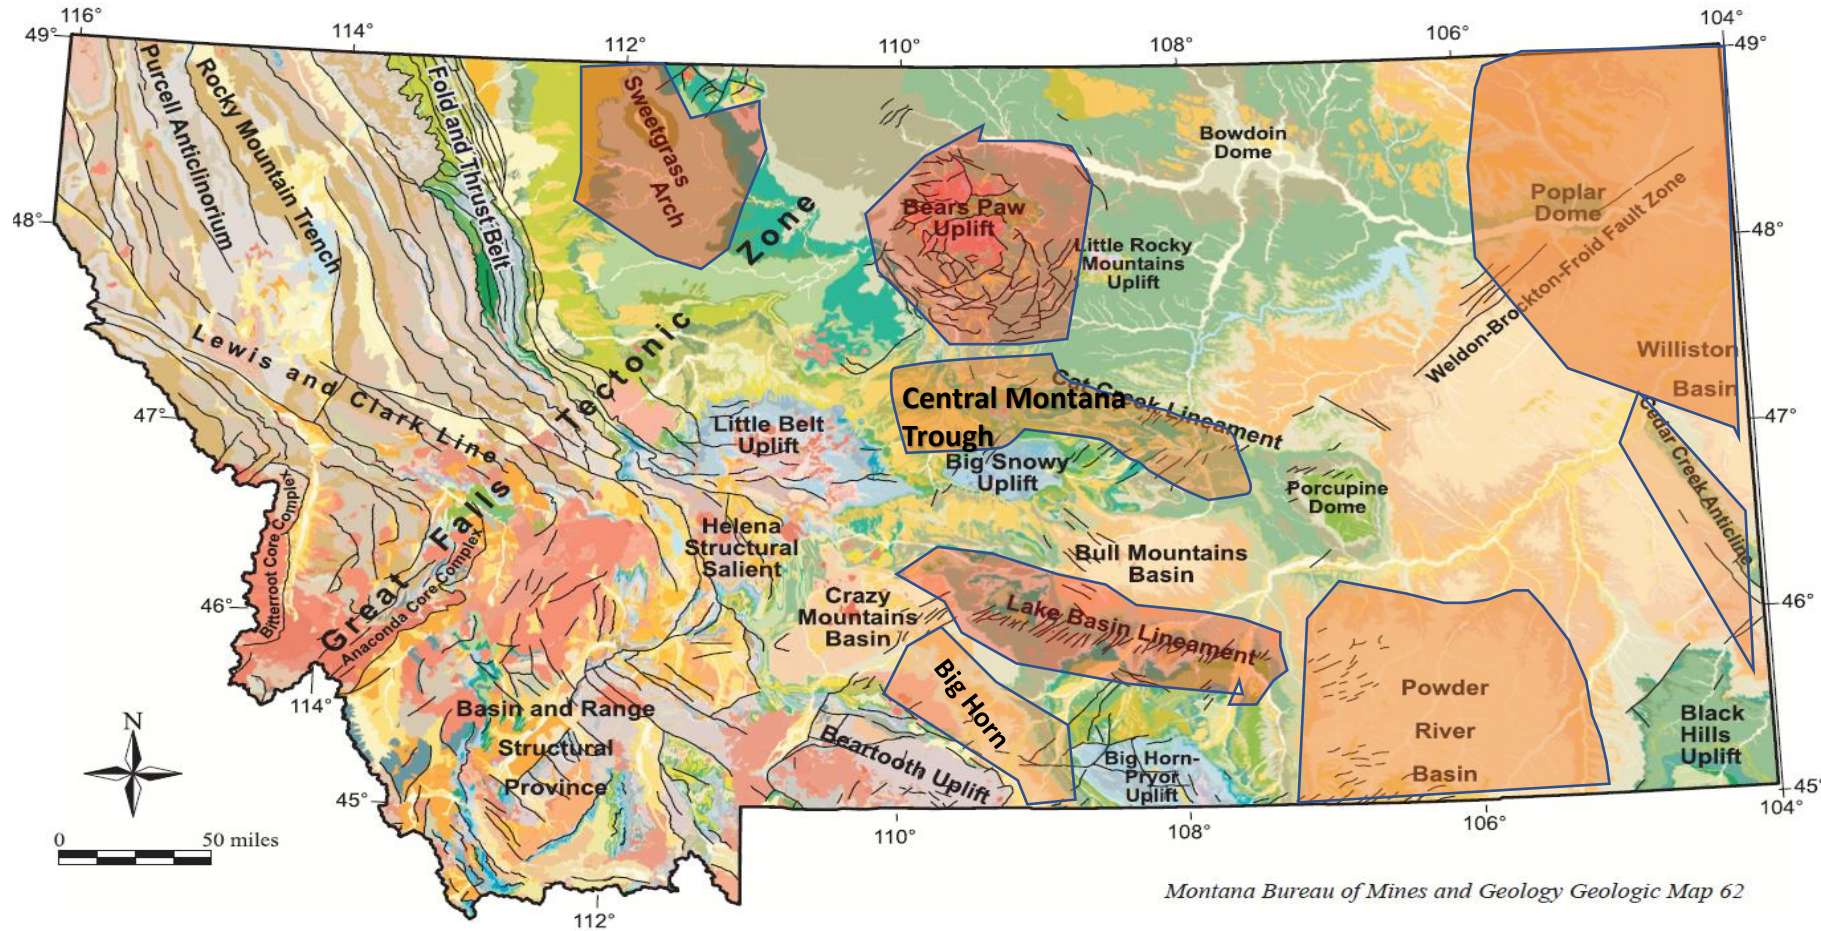 116°
114°
112°
110°
108°
106°
104°
49°
49°
48°
48°
47°
47°
46°
46°
45°
45°
114°
112°
110°
108°
106°
104°
Purcell Anticlinorium
Rocky Mountain Trench
Fold and Thrust Belt
Sweetgrass
Arch
Bears Paw
Uplift
Bowdoin
Dome
Poplar
Dome
Little Rocky
Mountains
Uplift
Weldon-Brockton-Froid Fault Zone
Williston
Basin
Lewis and Clark Line
Great Falls Tectonic Zone
Little Belt
Uplift
Central Montana
Trough
Cat Creek Lineament
Big Snowy
Uplift
Porcupine
Dome
Cedar Creek Anticline
Helena
Structural
Salient
Bull Mountains
Basin
Crazy
Mountains
Basin
Lake Basin Lineament
Bitterroot Core Complex
Anaconda Core Complex
Big Horn
Powder
River
Basin
Basin and Range
Structural
Province
Beartooth Uplift
Big Horn-
Pryor
Uplift
Black
Hills
Uplift
N
0 50 miles
Montana Bureau of Mines and Geology Geologic Map 62